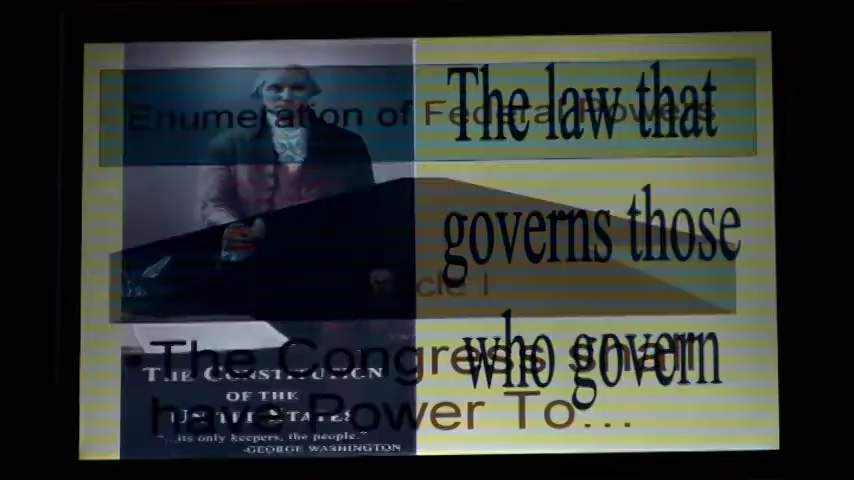 Enumeration of Federal Powers
The law that
governs those
who govern
Article I
• The Congress shall
have Power To...
THE CONSTITUTION
OF THE
UNITED STATES
"...its only keepers, the people."
-GEORGE WASHINGTON